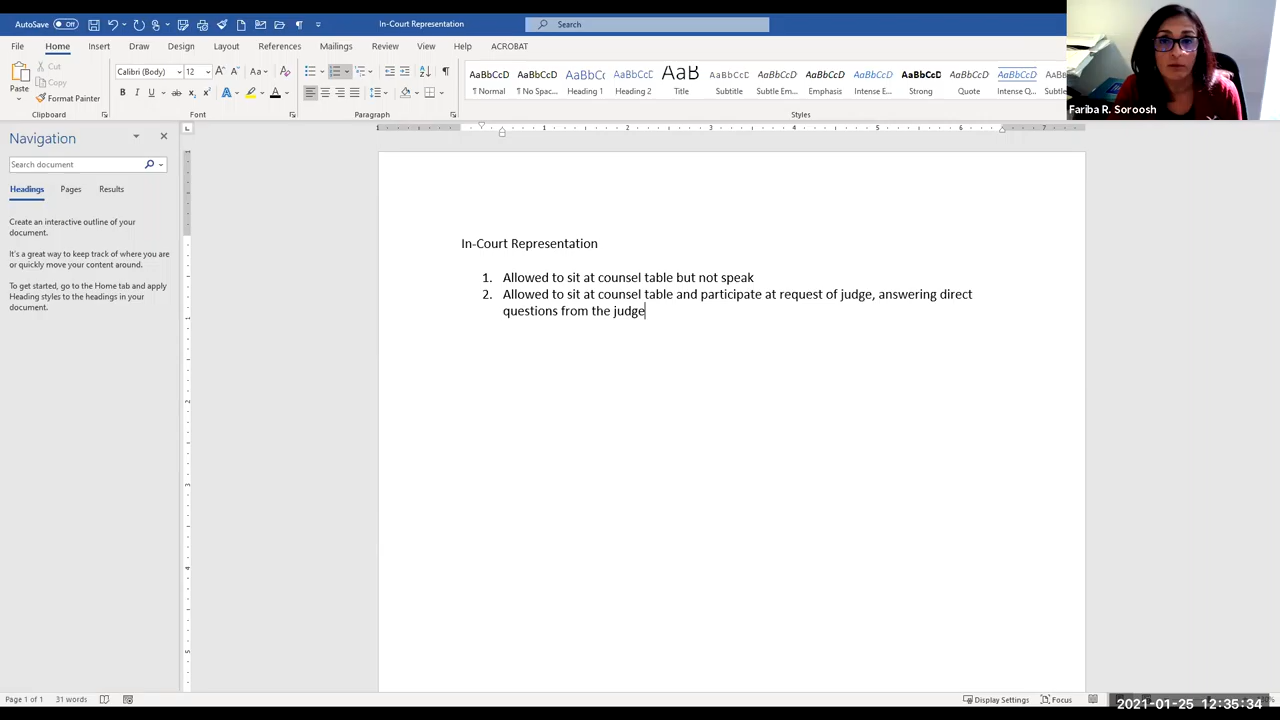 AutoSave Off
In-Court Representation
Search
File Home Insert Draw Design Layout References Mailings Review View Help ACROBAT
Paste
Cut
Copy
Format Painter
Clipboard
Calibri (Body) 12
Font
Paragraph
AaBbCcD AaBbCcD AaBbCc AaBbCcD AaB AaBbCcD AaBbCcD AaBbCcD AaBbCcD AaBbCcD AaBbCcD AaBbCcD
¶ Normal ¶ No Spac... Heading 1 Heading 2 Title Subtitle Subtle Em... Emphasis Intense E... Strong Quote Intense Q...
Styles
Fariba R. Soroosh
Navigation
Search document
Headings Pages Results
Create an interactive outline of your
document.
It's a great way to keep track of where you are
or quickly move your content around.
To get started, go to the Home tab and apply
Heading styles to the headings in your
document.
In-Court Representation
1. Allowed to sit at counsel table but not speak
2. Allowed to sit at counsel table and participate at request of judge, answering direct
questions from the judge
Page 1 of 1 31 words
Display Settings Focus
2021-01-25 12:35:34